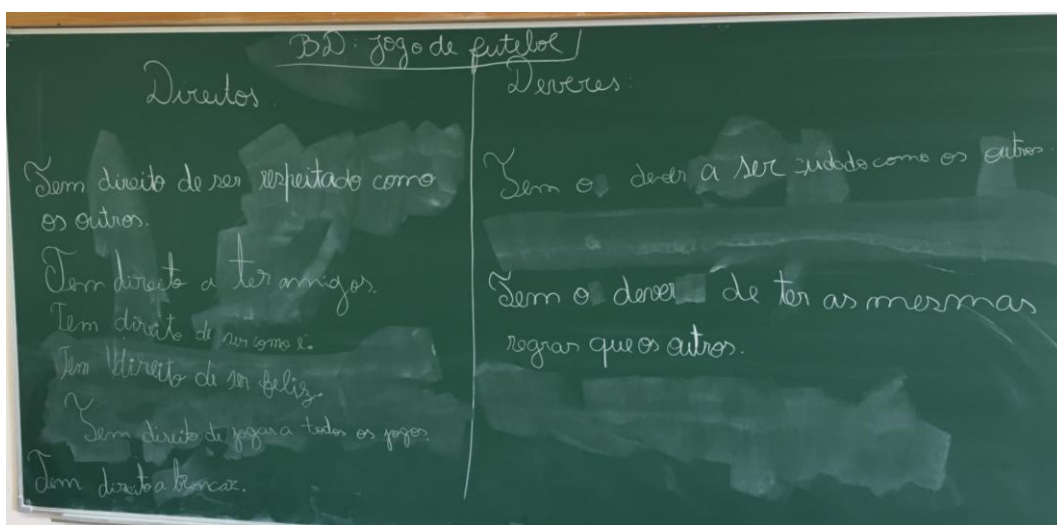 BD: Jogo de futebol
Direitos:
Tem direito de ser respeitado como
os outros.
Tem direito a ter amigos.
Tem direito de ser como é.
Tem direito de ser feliz.
Tem direito de jogar a todos os jogos.
Tem direito a brincar.
Deveres:
Tem o dever a ser cuidado como os outros.
Tem o dever de ter as mesmas
regras que os outros.